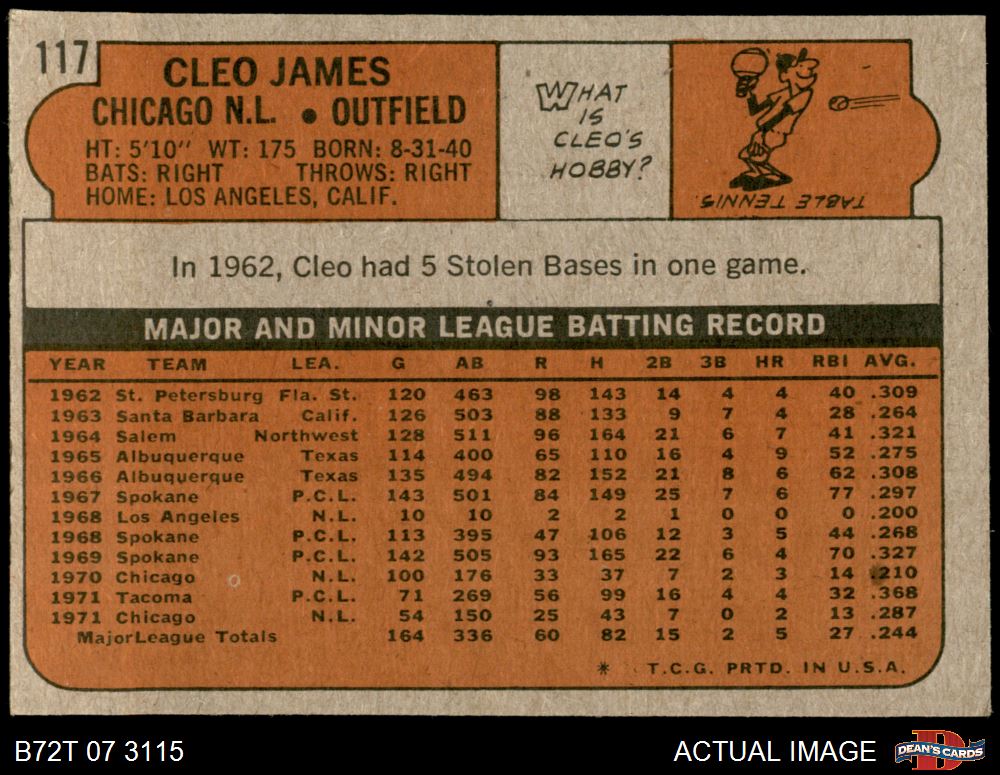 117
CLEO JAMES
CHICAGO N.L. • OUTFIELD
HT: 5'10" WT: 175 BORN: 8-31-40
BATS: RIGHT THROWS: RIGHT
HOME: LOS ANGELES, CALIF.
WHAT
IS
CLEO'S
HOBBY?
TABLE TENNIS.
In 1962, Cleo had 5 Stolen Bases in one game.
MAJOR AND MINOR LEAGUE BATTING RECORD
YEAR TEAM LEA. G AB R H 2B 3B HR RBI AVG.
1962 St. Petersburg Fla. St. 120 463 98 143 14 4 4 40 .309
1963 Santa Barbara Calif. 126 503 88 133 9 7 4 28 .264
1964 Salem Northwest 128 511 96 164 21 6 7 41 .321
1965 Albuquerque Texas 114 400 65 110 16 4 9 52 .275
1966 Albuquerque Texas 135 494 82 152 21 8 6 62 .308
1967 Spokane P.C.L. 143 501 84 149 25 7 6 77 .297
1968 Los Angeles N.L. 10 10 2 2 1 0 0 0 .200
1968 Spokane P.C.L. 113 395 47 106 12 3 5 44 .268
1969 Spokane P.C.L. 142 505 93 165 22 6 4 70 .327
1970 Chicago N.L. 100 176 33 37 7 2 3 14 .210
1971 Tacoma P.C.L. 71 269 56 99 16 4 4 32 .368
1971 Chicago N.L. 54 150 25 43 7 0 2 13 .287
Major League Totals 164 336 60 82 15 2 5 27 .244
* T.C.G. PRTD. IN U.S.A.
B72T 07 3115
ACTUAL IMAGE
DEAN'S CARDS